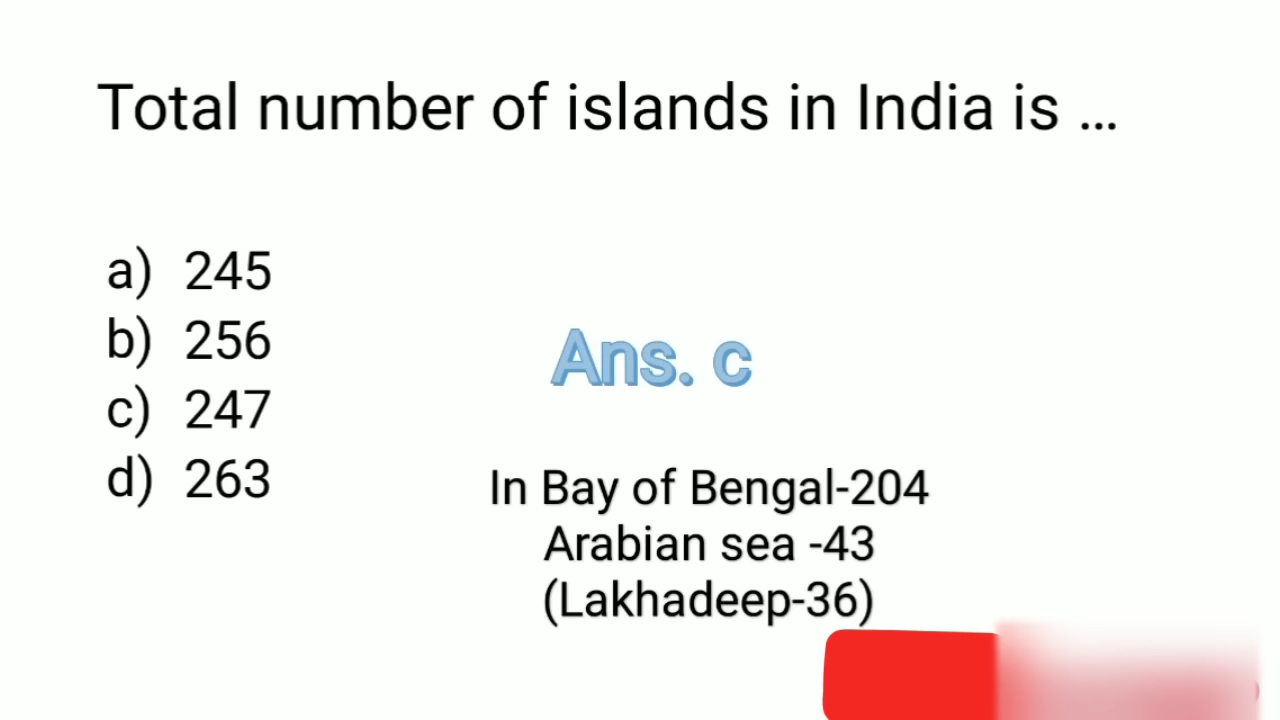 Total number of islands in India is ...
a) 245
b) 256
c) 247
d) 263
Ans. c
In Bay of Bengal-204
Arabian sea -43
(Lakhadeep-36)